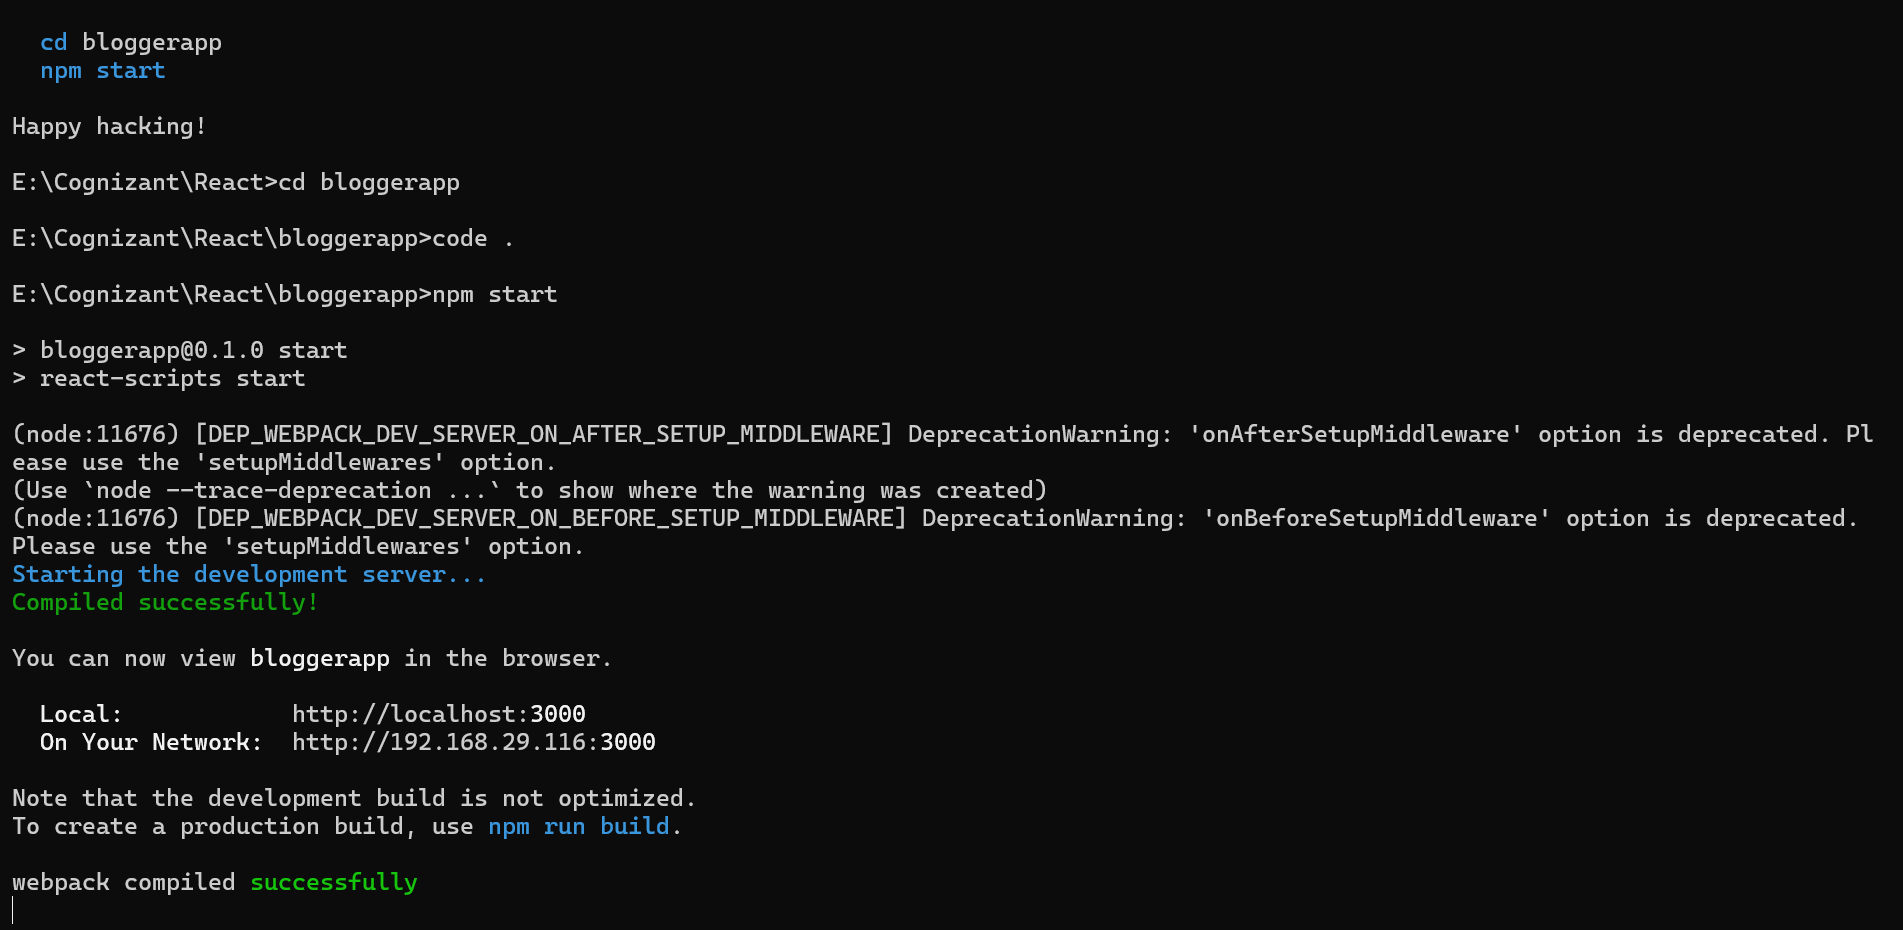 cd bloggerapp
npm start
Happy hacking!
E:\Cognizant\React>cd bloggerapp
E:\Cognizant\React\bloggerapp>code .
E:\Cognizant\React\bloggerapp>npm start
> bloggerapp@0.1.0 start
> react-scripts start
(node:11676) [DEP_WEBPACK_DEV_SERVER_ON_AFTER_SETUP_MIDDLEWARE] DeprecationWarning: 'onAfterSetupMiddleware' option is deprecated. Pl
ease use the 'setupMiddlewares' option.
(Use `node --trace-deprecation ...` to show where the warning was created)
(node:11676) [DEP_WEBPACK_DEV_SERVER_ON_BEFORE_SETUP_MIDDLEWARE] DeprecationWarning: 'onBeforeSetupMiddleware' option is deprecated.
Please use the 'setupMiddlewares' option.
Starting the development server...
Compiled successfully!
You can now view bloggerapp in the browser.
Local:            http://localhost:3000
On Your Network:  http://192.168.29.116:3000
Note that the development build is not optimized.
To create a production build, use npm run build.
webpack compiled successfully